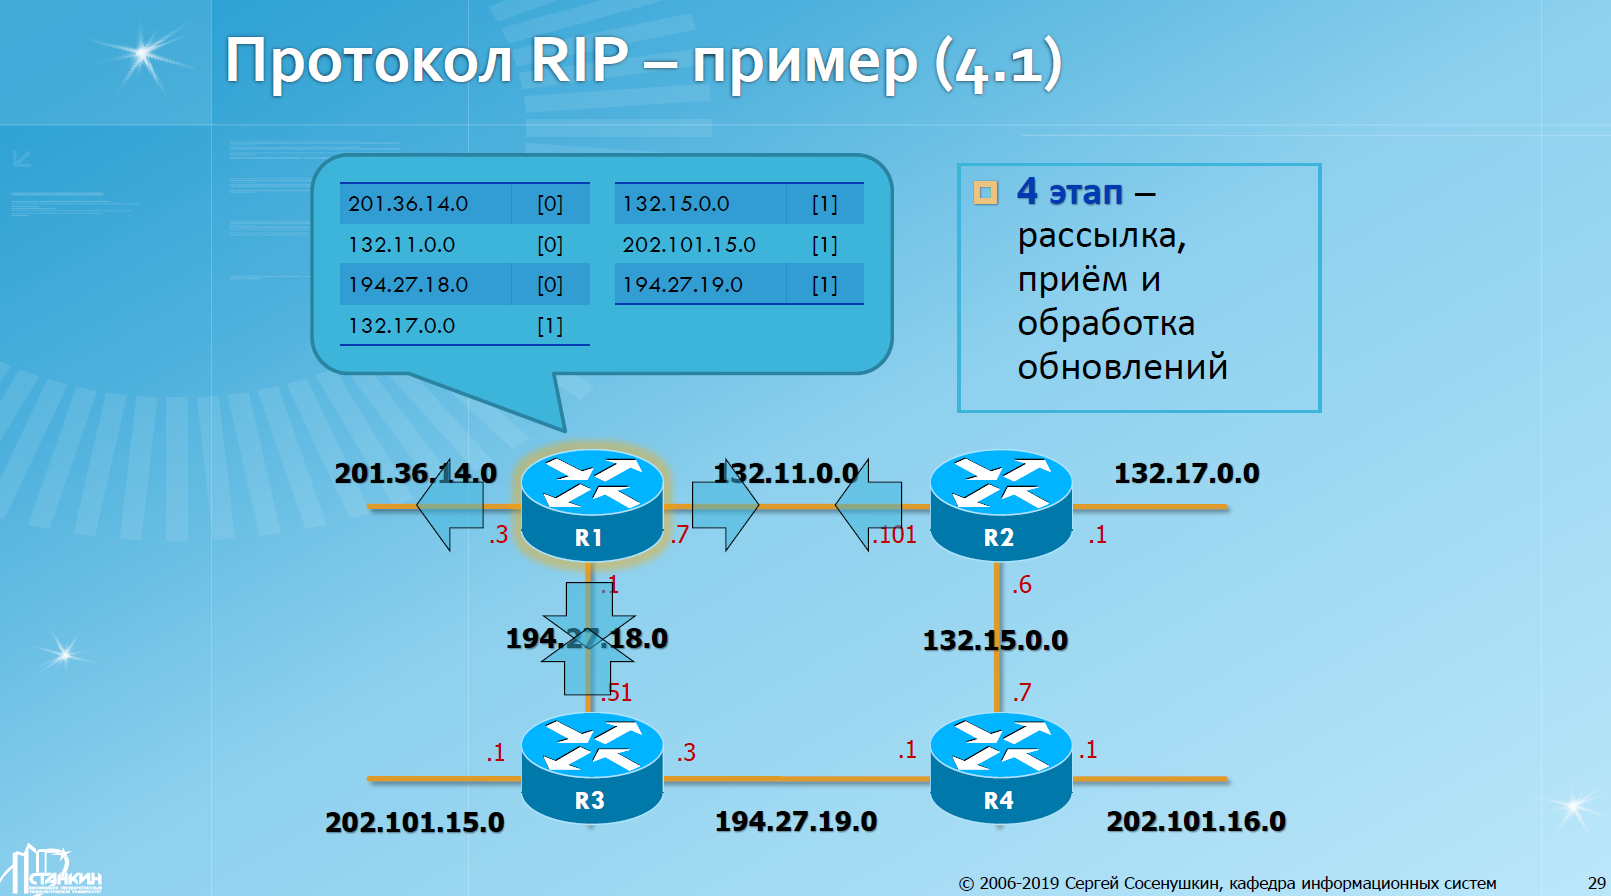 Протокол RIP – пример (4.1)
201.36.14.0 [0] 132.15.0.0 [1]
132.11.0.0 [0] 202.101.15.0 [1]
194.27.18.0 [0] 194.27.19.0 [1]
132.17.0.0 [1]
4 этап –
рассылка,
приём и
обработка
обновлений
201.36.14.0 132.11.0.0 132.17.0.0
.3 R1 .7 .101 R2 .1
.1 .6
194.27.18.0 132.15.0.0
.51 .7
.1 .3 .1 .1
R3 R4
202.101.15.0 194.27.19.0 202.101.16.0
СТАНКИН
© 2006-2019 Сергей Сосенушкин, кафедра информационных систем 29